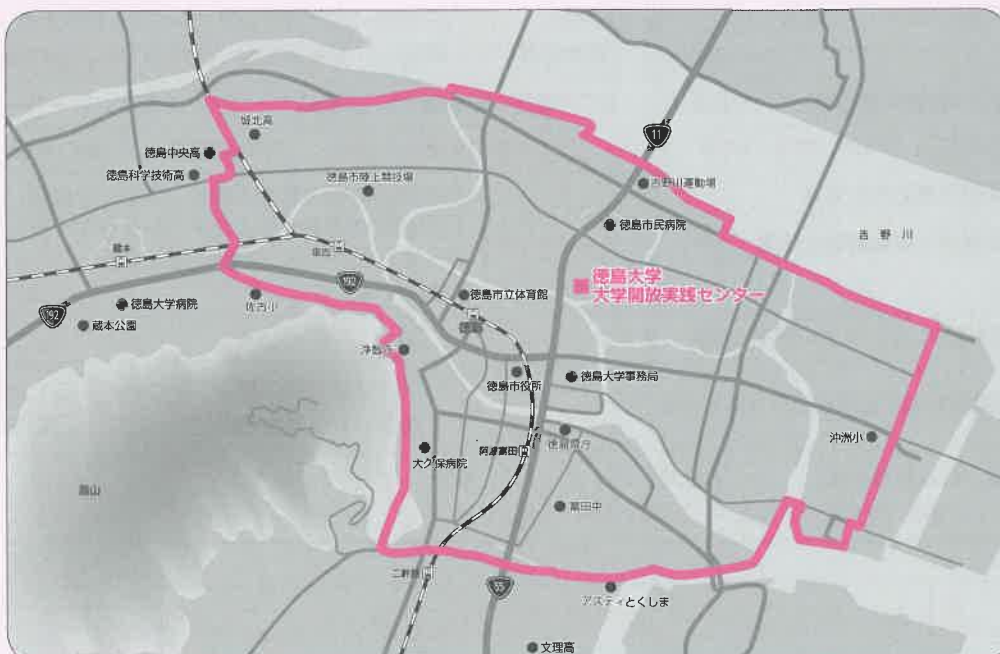 11
城北高
徳島中央高
徳島科学技術高
徳島市陸上競技場
吉野川運動場
徳島市民病院
吉野川
蔵本
192
徳島大学病院
蔵本公園
佐古小
徳島市立体育館
徳島
徳島大学
大学開放実践センター
徳島市役所
徳島大学事務局
沖洲小
大久保病院
阿波富田
徳島県庁
眉山
富田中
二軒屋
55
アスティとくしま
文理高